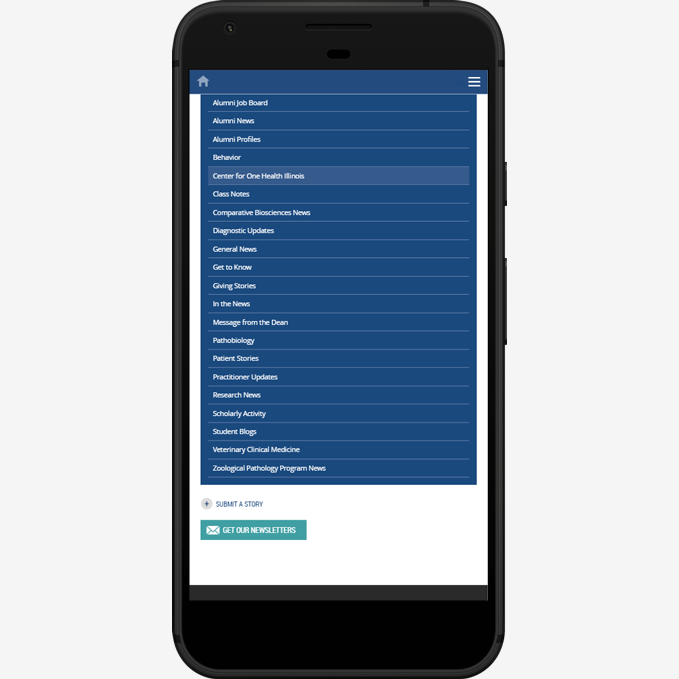 Alumni Job Board
Alumni News
Alumni Profiles
Behavior
Center for One Health Illinois
Class Notes
Comparative Biosciences News
Diagnostic Updates
General News
Get to Know
Giving Stories
In the News
Message from the Dean
Pathobiology
Patient Stories
Practitioner Updates
Research News
Scholarly Activity
Student Blogs
Veterinary Clinical Medicine
Zoological Pathology Program News
SUBMIT A STORY
GET OUR NEWSLETTERS